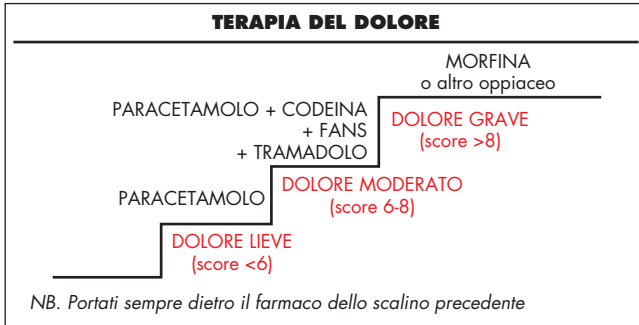 TERAPIA DEL DOLORE
MORFINA
o altro oppiaceo
PARACETAMOLO + CODEINA
+ FANS
+ TRAMADOLO
DOLORE GRAVE
(score >8)
PARACETAMOLO
DOLORE MODERATO
(score 6-8)
DOLORE LIEVE
(score <6)
NB. Portati sempre dietro il farmaco dello scalino precedente